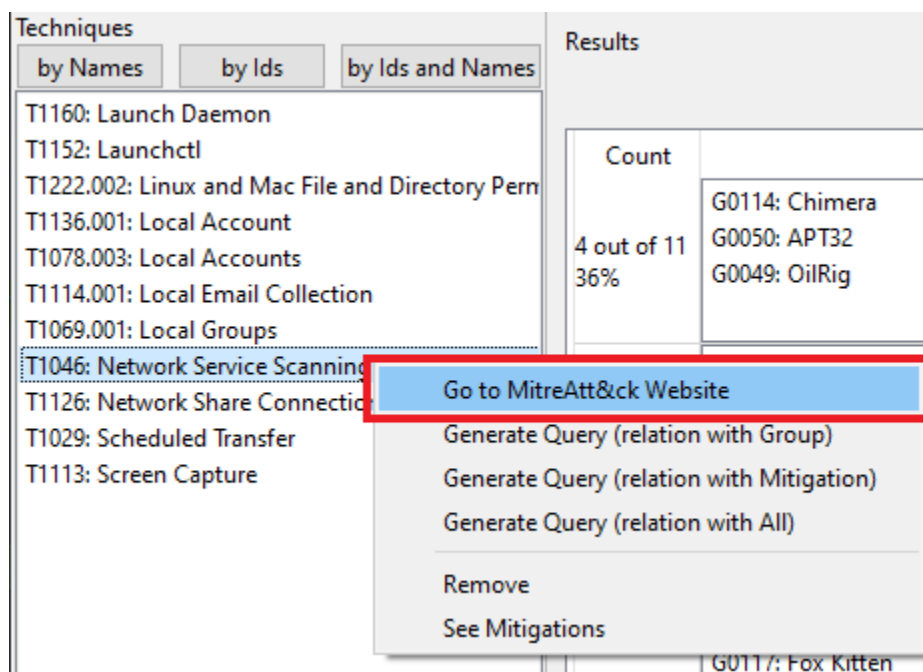 Techniques
by Names
by Ids
by Ids and Names
T1160: Launch Daemon
T1152: Launchctl
T1222.002: Linux and Mac File and Directory Perm
T1136.001: Local Account
T1078.003: Local Accounts
T1114.001: Local Email Collection
T1069.001: Local Groups
T1046: Network Service Scanning
T1126: Network Share Connectio
T1029: Scheduled Transfer
T1113: Screen Capture
Go to MitreAtt&ck Website
Generate Query (relation with Group)
Generate Query (relation with Mitigation)
Generate Query (relation with All)
Remove
See Mitigations
Results
Count
4 out of 11
36%
G0114: Chimera
G0050: APT32
G0049: OilRig
G0117: Fox Kitten